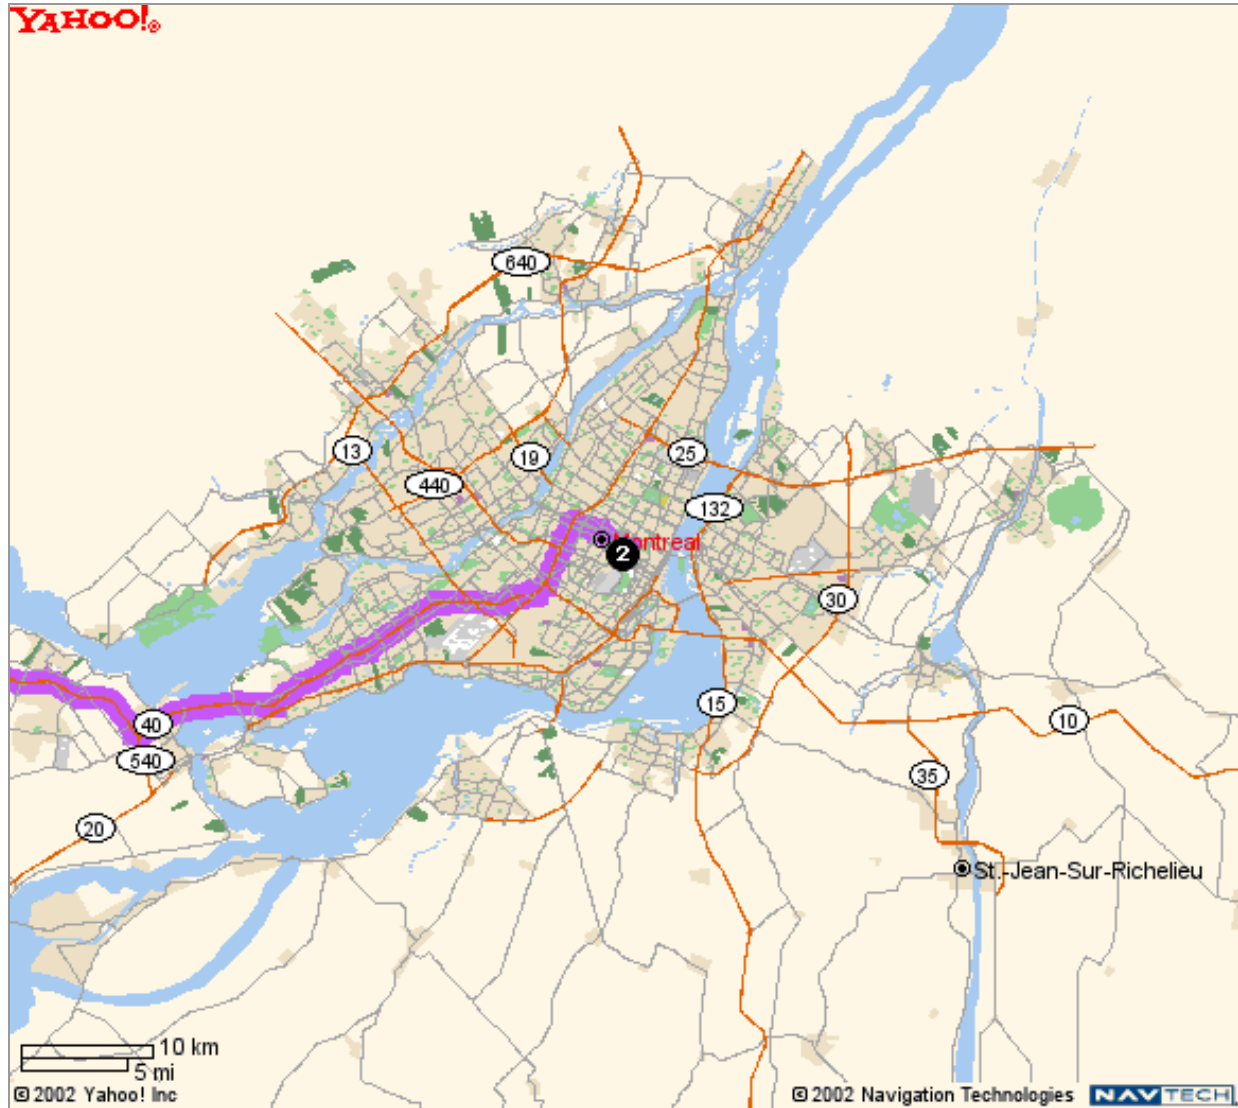 YAHOO!®
640
13
19
25
440
132
Montreal
2
30
15
10
40
540
35
20
St.-Jean-Sur-Richelieu
10 km
5 mi
© 2002 Yahoo! Inc
© 2002 Navigation Technologies NAVTECH